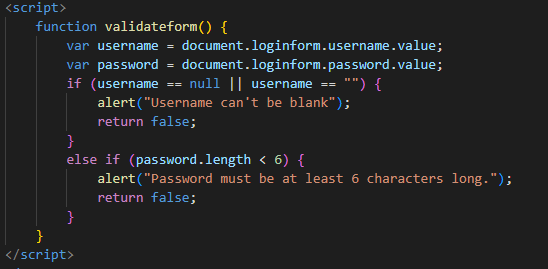 <script>
    function validateform() {
        var username = document.loginform.username.value;
        var password = document.loginform.password.value;
        if (username == null || username == "") {
            alert("Username can't be blank");
            return false;
        }
        else if (password.length < 6) {
            alert("Password must be at least 6 characters long.");
            return false;
        }
    }
</script>